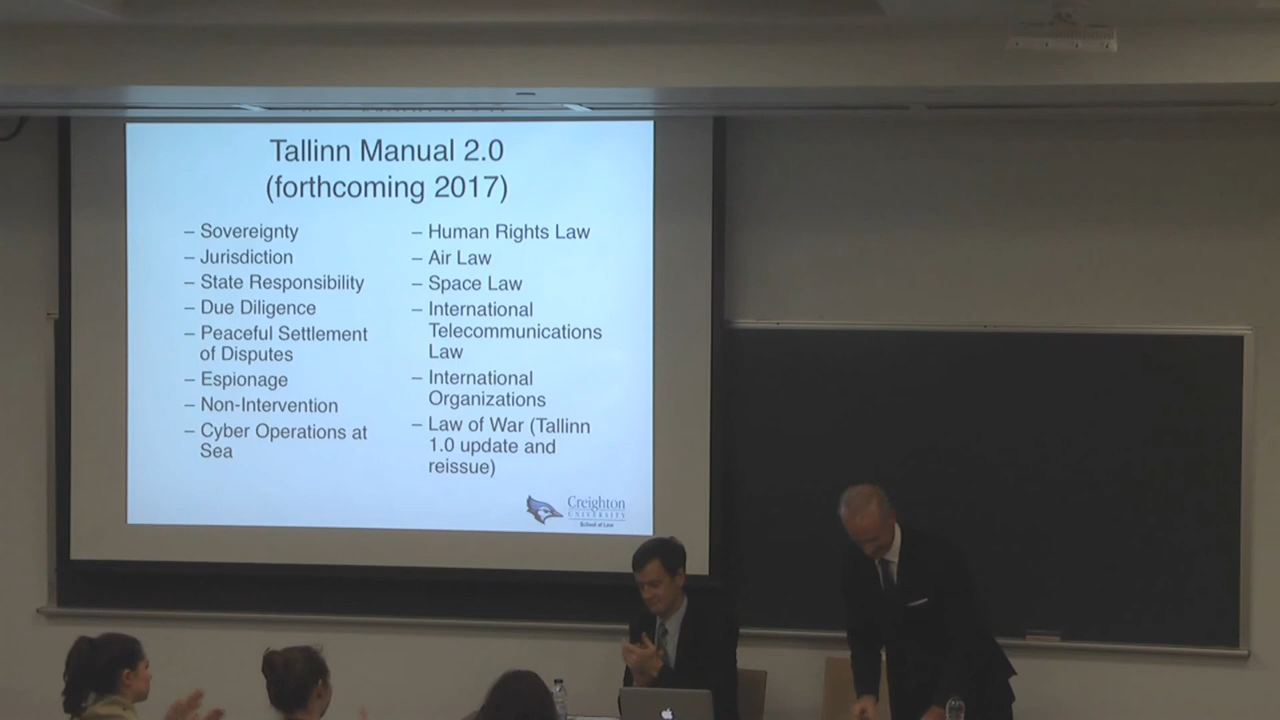 Tallinn Manual 2.0
(forthcoming 2017)
– Sovereignty
– Jurisdiction
– State Responsibility
– Due Diligence
– Peaceful Settlement
of Disputes
– Espionage
– Non-Intervention
– Cyber Operations at
Sea
– Human Rights Law
– Air Law
– Space Law
– International
Telecommunications
Law
– International
Organizations
– Law of War (Tallinn
1.0 update and
reissue)
Creighton
UNIVERSITY
School of Law